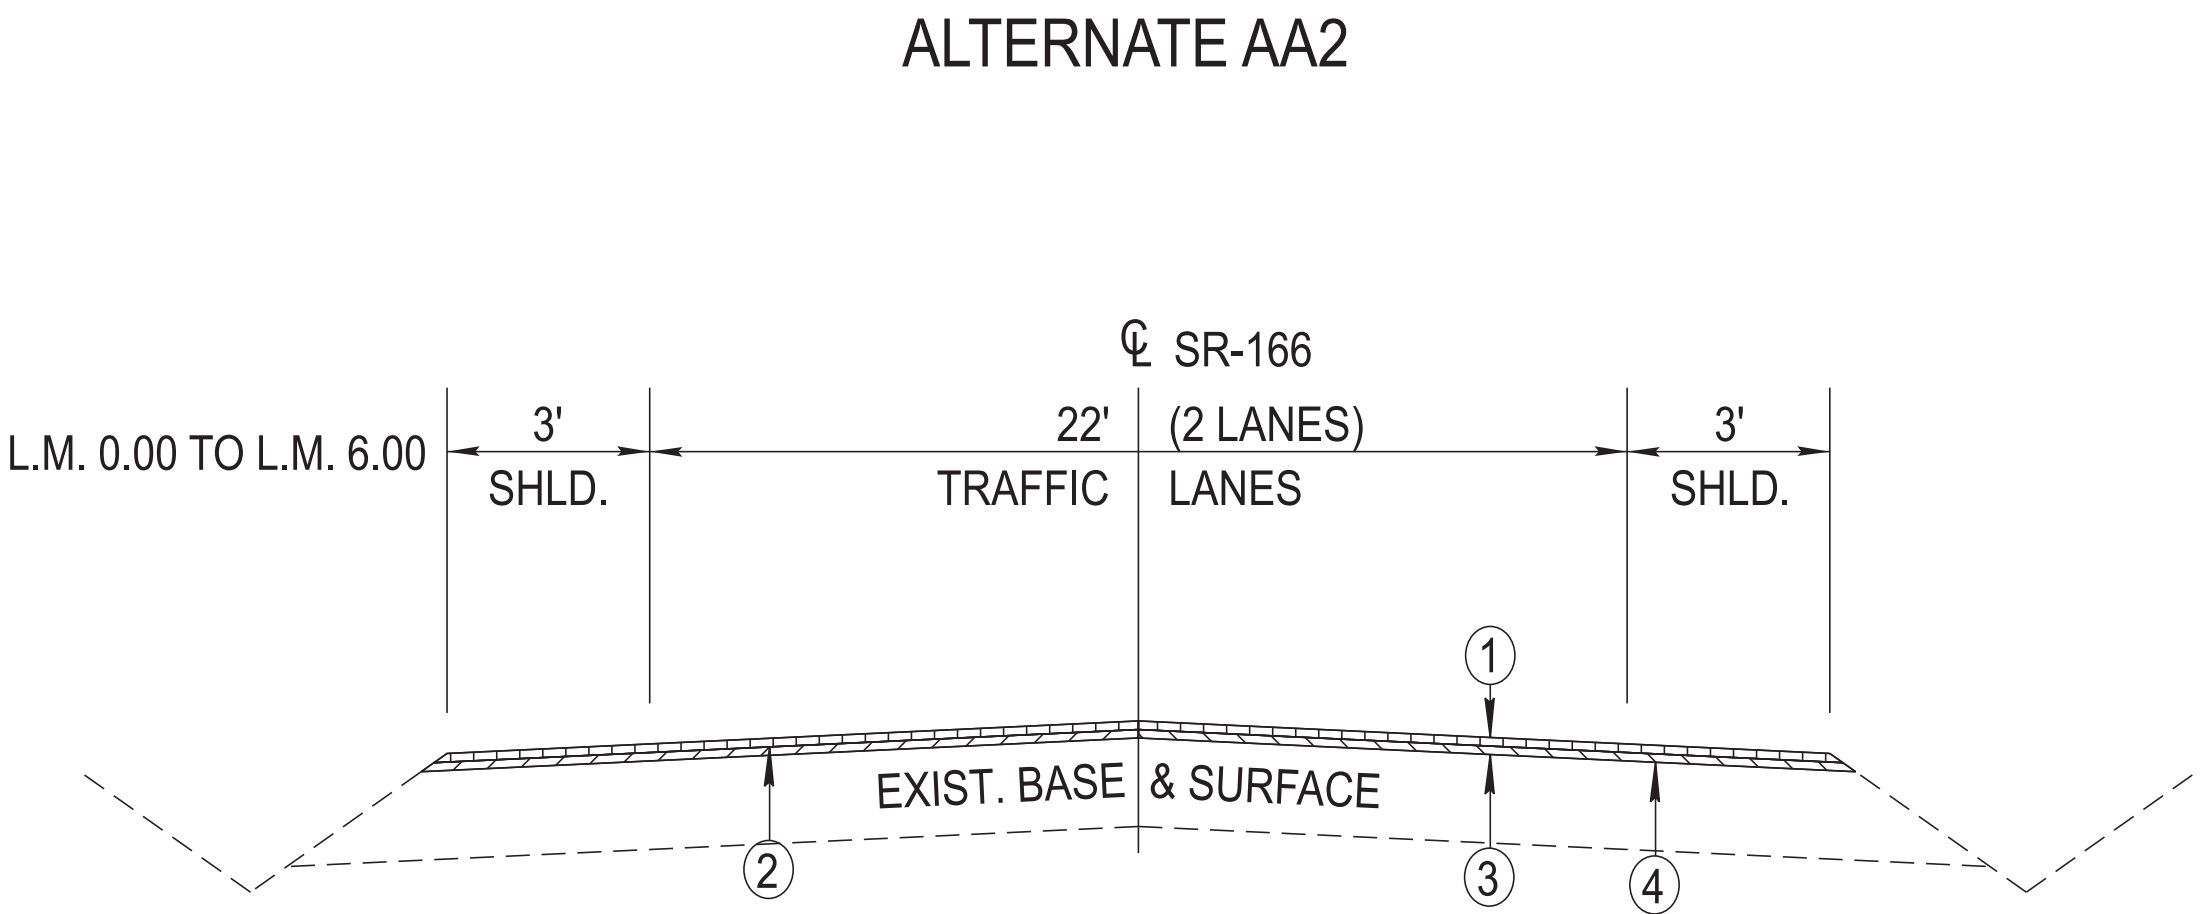 ALTERNATE AA2
℄ SR-166
L.M. 0.00 TO L.M. 6.00
3'
SHLD.
22' (2 LANES)
TRAFFIC LANES
3'
SHLD.
1
EXIST. BASE & SURFACE
2
3
4